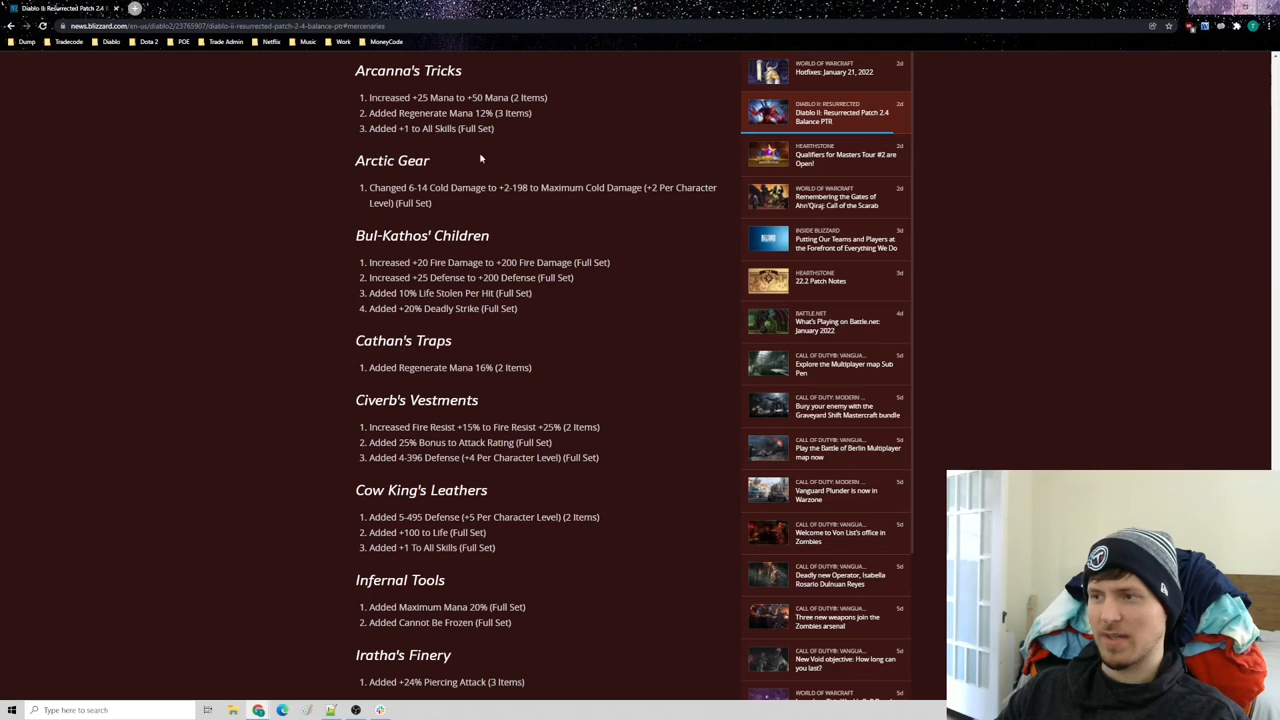 Diablo II: Resurrected Patch 2.4
news.blizzard.com/en-us/diablo2/23765907/diablo-ii-resurrected-patch-2-4-balance-ptr#mercenaries
Dump
Tradecode
Diablo
Dota 2
POE
Trade Admin
Netflix
Music
Work
MoneyCode
Arcanna's Tricks
1. Increased +25 Mana to +50 Mana (2 Items)
2. Added Regenerate Mana 12% (3 Items)
3. Added +1 to All Skills (Full Set)
Arctic Gear
1. Changed 6-14 Cold Damage to +2-198 to Maximum Cold Damage (+2 Per Character
Level) (Full Set)
Bul-Kathos' Children
1. Increased +20 Fire Damage to +200 Fire Damage (Full Set)
2. Increased +25 Defense to +200 Defense (Full Set)
3. Added 10% Life Stolen Per Hit (Full Set)
4. Added +20% Deadly Strike (Full Set)
Cathan's Traps
1. Added Regenerate Mana 16% (2 Items)
Civerb's Vestments
1. Increased Fire Resist +15% to Fire Resist +25% (2 Items)
2. Added 25% Bonus to Attack Rating (Full Set)
3. Added 4-396 Defense (+4 Per Character Level) (Full Set)
Cow King's Leathers
1. Added 5-495 Defense (+5 Per Character Level) (2 Items)
2. Added +100 to Life (Full Set)
3. Added +1 To All Skills (Full Set)
Infernal Tools
1. Added Maximum Mana 20% (Full Set)
2. Added Cannot Be Frozen (Full Set)
Iratha's Finery
1. Added +24% Piercing Attack (3 Items)
WORLD OF WARCRAFT 2d
Hotfixes: January 21, 2022
DIABLO II: RESURRECTED 2d
Diablo II: Resurrected Patch 2.4
Balance PTR
HEARTHSTONE 2d
Qualifiers for Masters Tour #2 are
Open!
WORLD OF WARCRAFT 2d
Remembering the Gates of
Ahn'Qiraj: Call of the Scarab
INSIDE BLIZZARD 3d
Putting Our Teams and Players at
the Forefront of Everything We Do
HEARTHSTONE 3d
22.2 Patch Notes
BATTLE.NET 4d
What's Playing on Battle.net:
January 2022
CALL OF DUTY®: VANGUA... 5d
Explore the Multiplayer map Sub
Pen
CALL OF DUTY: MODERN ... 5d
Bury your enemy with the
Graveyard Shift Mastercraft bundle
CALL OF DUTY®: VANGUA... 5d
Play the Battle of Berlin Multiplayer
map now
CALL OF DUTY: MODERN ... 5d
Vanguard Plunder is now in
Warzone
CALL OF DUTY®: VANGUA... 5d
Welcome to Von List's office in
Zombies
CALL OF DUTY®: VANGUA... 5d
Deadly new Operator, Isabella
Rosario Dulnuan Reyes
CALL OF DUTY®: VANGUA... 5d
Three new weapons join the
Zombies arsenal
CALL OF DUTY®: VANGUA... 5d
New Void objective: How long can
you last?
WORLD OF WARCRAFT 5d
Type here to search